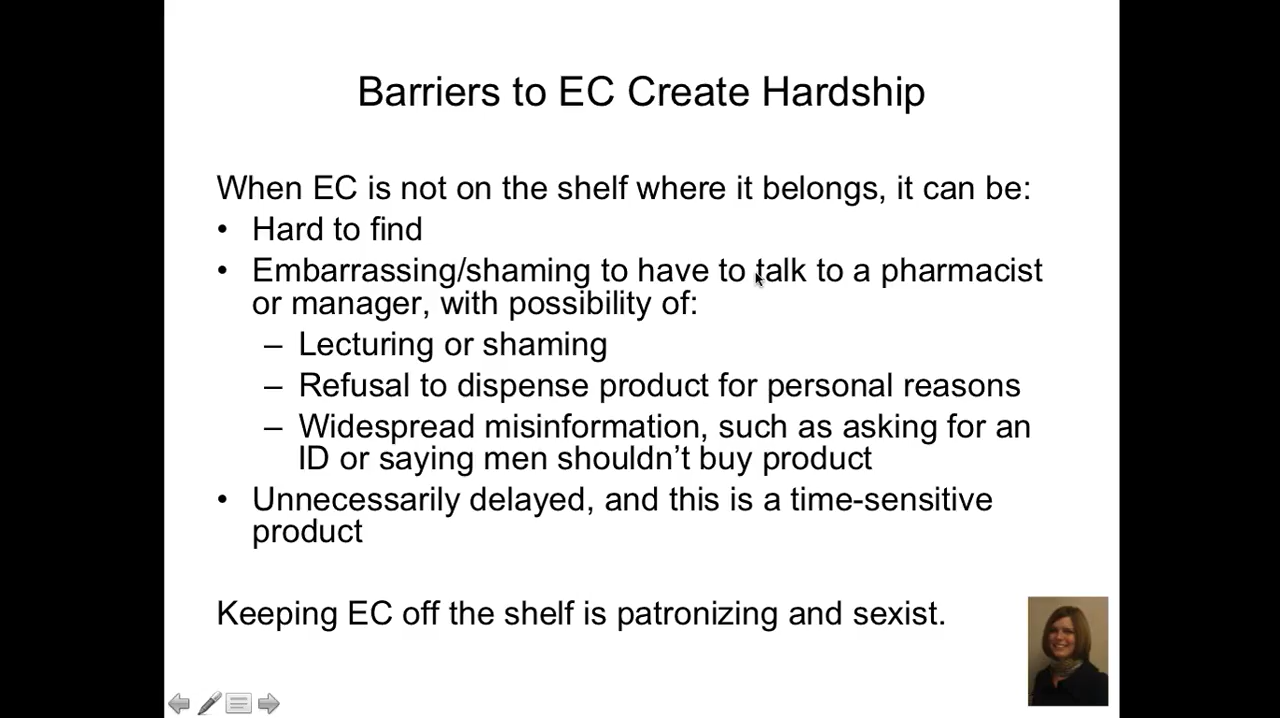 Barriers to EC Create Hardship
When EC is not on the shelf where it belongs, it can be:
• Hard to find
• Embarrassing/shaming to have to talk to a pharmacist
or manager, with possibility of:
– Lecturing or shaming
– Refusal to dispense product for personal reasons
– Widespread misinformation, such as asking for an
ID or saying men shouldn’t buy product
• Unnecessarily delayed, and this is a time-sensitive
product
Keeping EC off the shelf is patronizing and sexist.